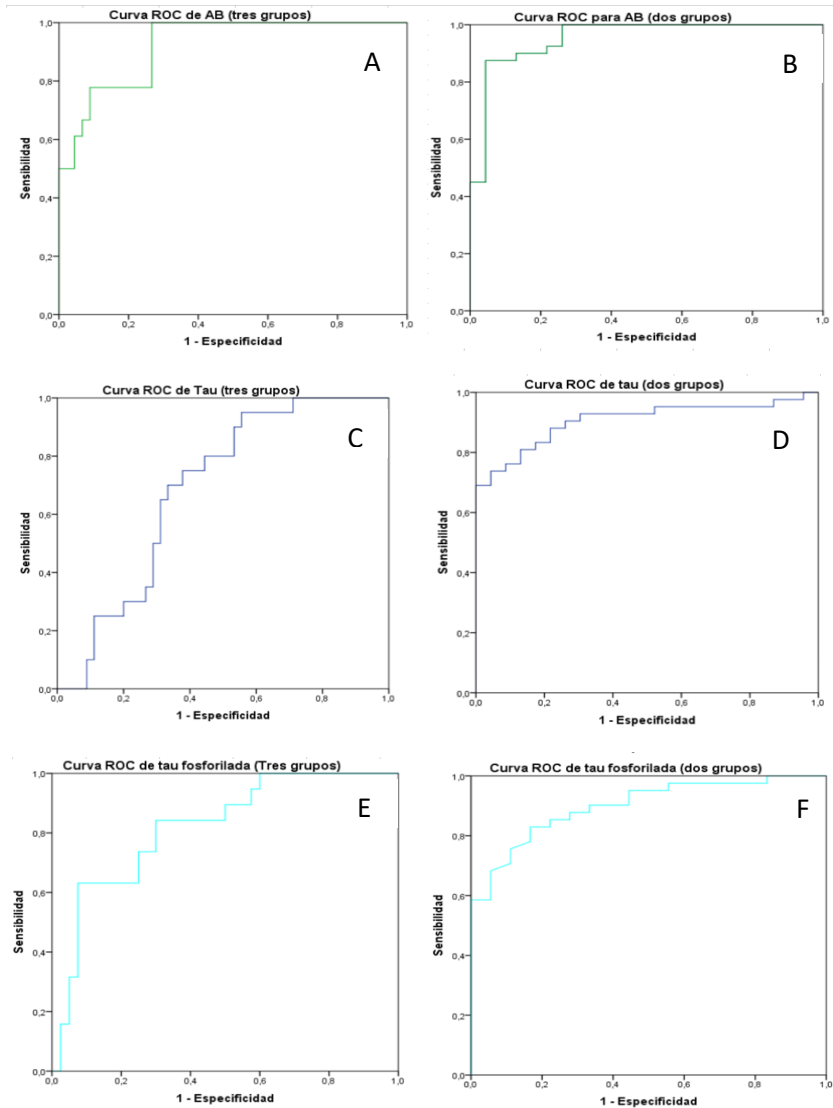 Curva ROC de AB (tres grupos)
A
1,0
0,8
0,6
0,4
0,2
0,0
Sensibilidad
0,0 0,2 0,4 0,6 0,8 1,0
1 - Especificidad
Curva ROC para AB (dos grupos)
B
1,0
0,8
0,6
0,4
0,2
0,0
Sensibilidad
0,0 0,2 0,4 0,6 0,8 1,0
1 - Especificidad
Curva ROC de Tau (tres grupos)
C
1,0
0,8
0,6
0,4
0,2
0,0
Sensibilidad
0,0 0,2 0,4 0,6 0,8 1,0
1 - Especificidad
Curva ROC de tau (dos grupos)
D
1,0
0,8
0,6
0,4
0,2
0,0
Sensibilidad
0,0 0,2 0,4 0,6 0,8 1,0
1 - Especificidad
Curva ROC de tau fosforilada (Tres grupos)
E
1,0
0,8
0,6
0,4
0,2
0,0
Sensibilidad
0,0 0,2 0,4 0,6 0,8 1,0
1 - Especificidad
Curva ROC de tau fosforilada (dos grupos)
F
1,0
0,8
0,6
0,4
0,2
0,0
Sensibilidad
0,0 0,2 0,4 0,6 0,8 1,0
1 - Especificidad